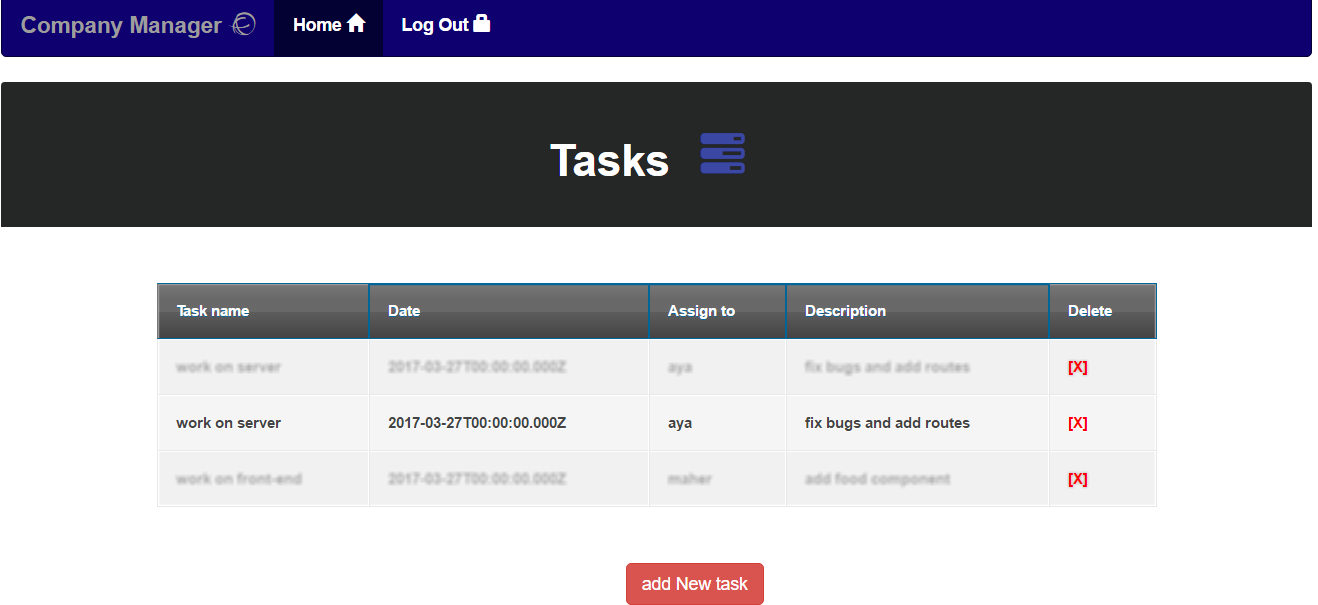 Company Manager Home Log Out
Tasks
Task name Date Assign to Description Delete
work on server 2017-03-27T00:00:00.000Z aya fix bugs and add routes [X]
work on server 2017-03-27T00:00:00.000Z aya fix bugs and add routes [X]
work on front-end 2017-03-27T00:00:00.000Z maher add food component [X]
add New task